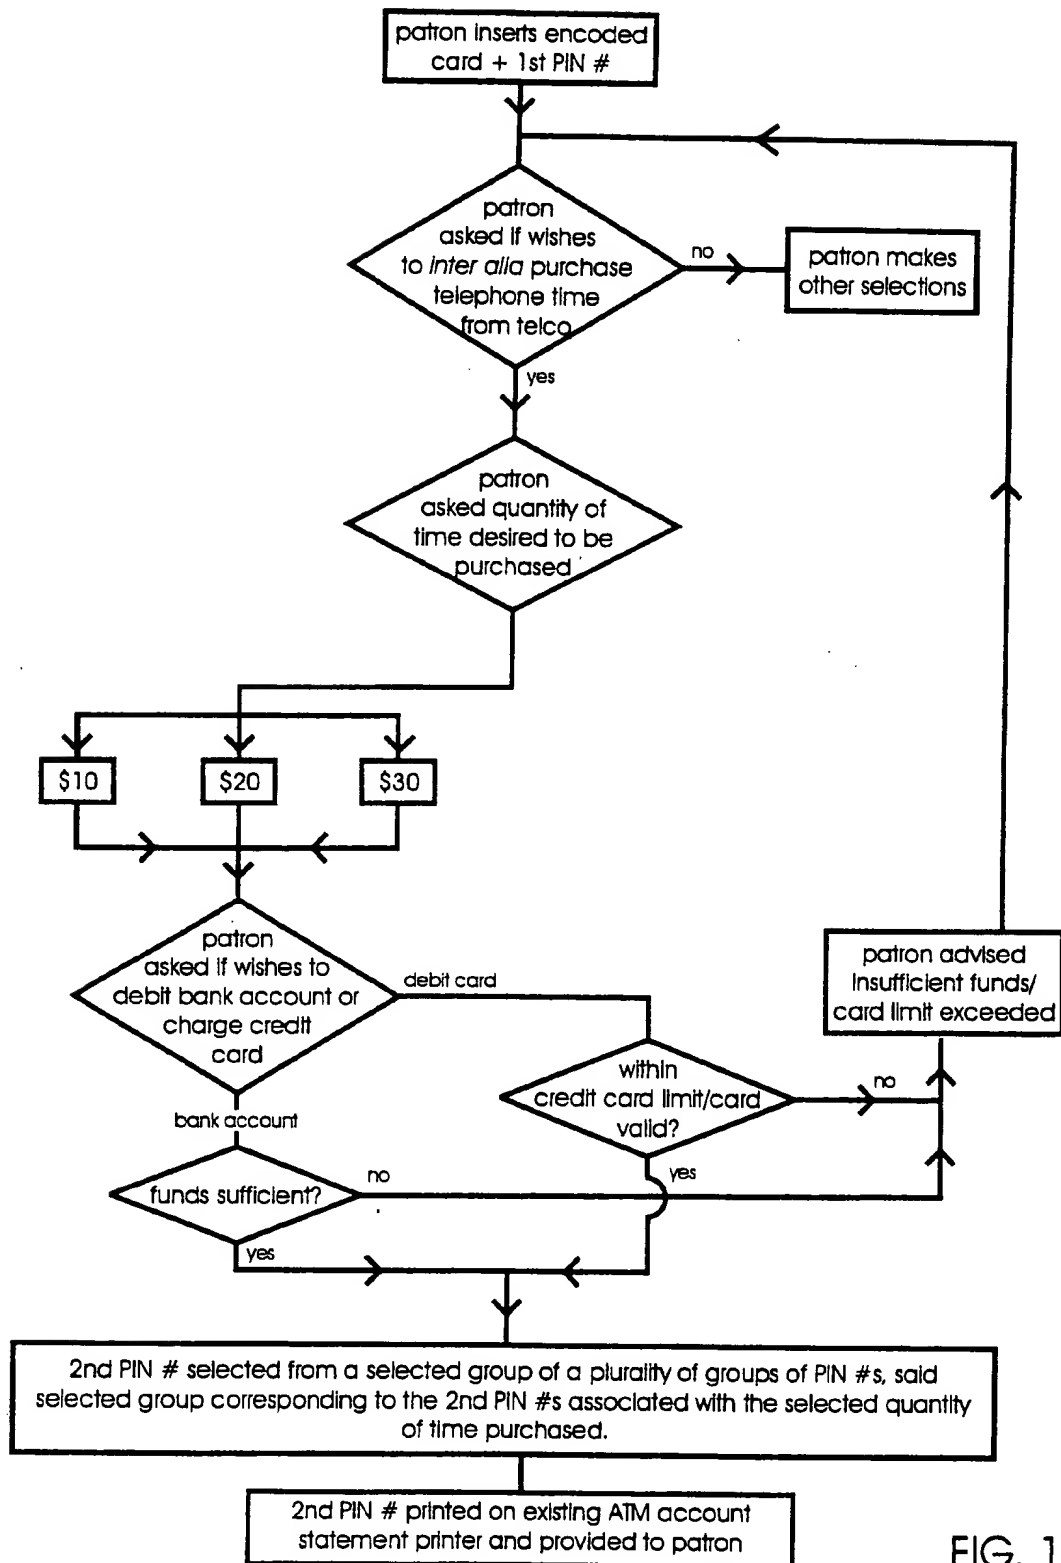 patron inserts encoded
card + 1st PIN #
patron
asked if wishes
to inter alia purchase
telephone time
from telco
no
patron makes
other selections
yes
patron
asked quantity of
time desired to be
purchased
$10
$20
$30
patron
asked if wishes to
debit bank account or
charge credit
card
debit card
patron advised
insufficient funds/
card limit exceeded
within
credit card limit/card
valid?
no
bank account
yes
funds sufficient?
no
yes
2nd PIN # selected from a selected group of a plurality of groups of PIN #s, said
selected group corresponding to the 2nd PIN #s associated with the selected quantity
of time purchased.
2nd PIN # printed on existing ATM account
statement printer and provided to patron
FIG. 1